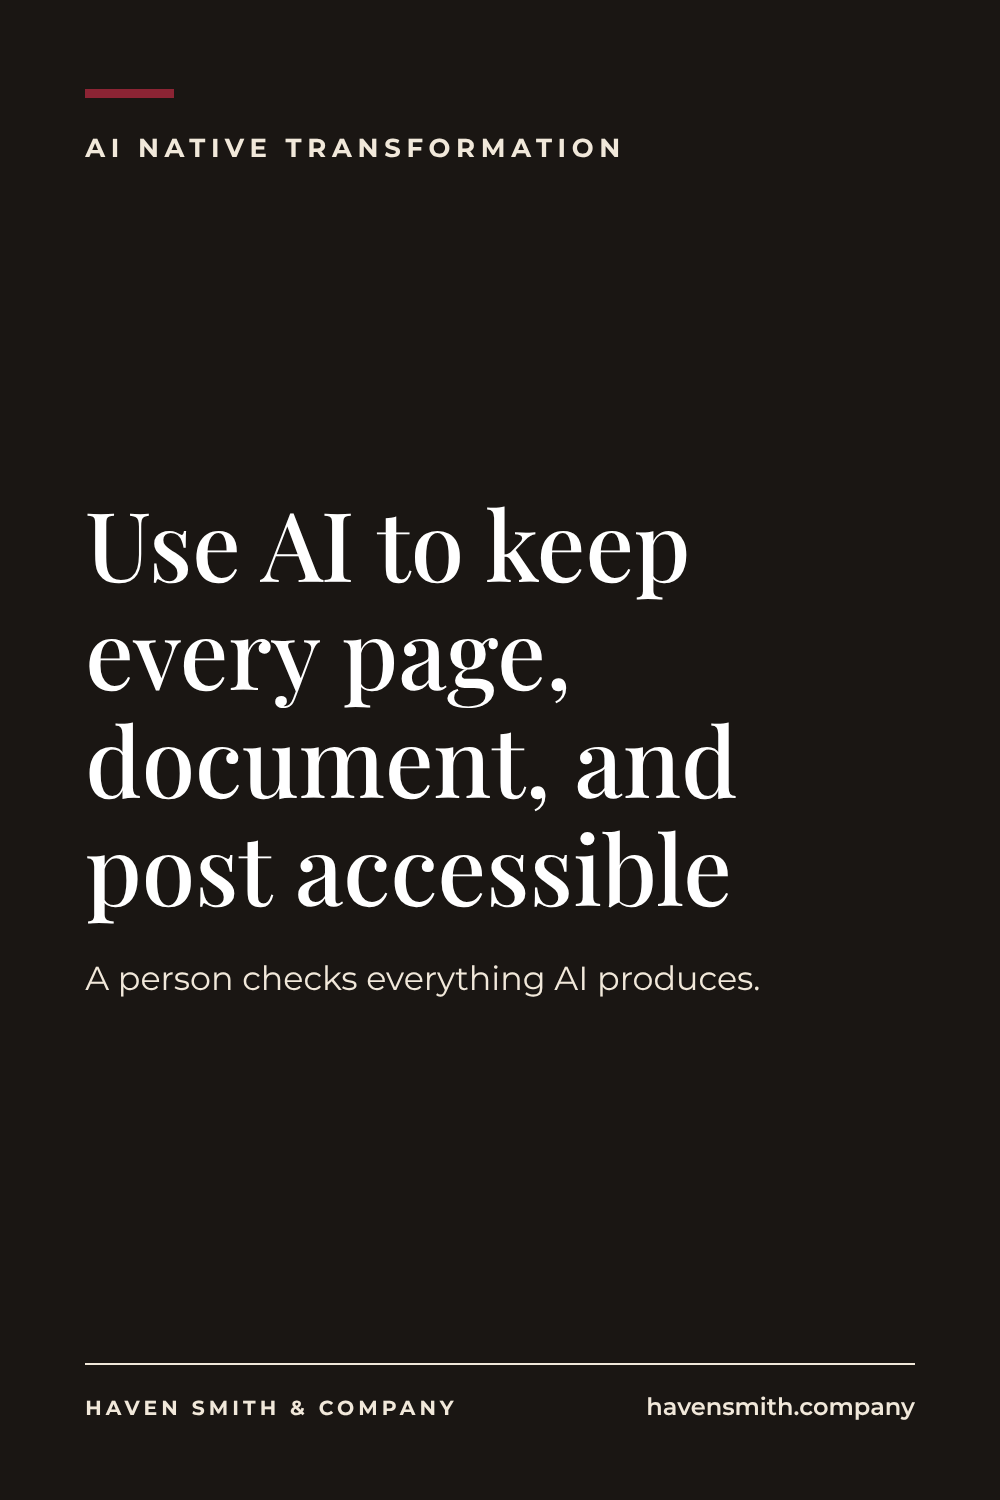 AI NATIVE TRANSFORMATION
Use AI to keep
every page,
document, and
post accessible
A person checks everything AI produces.
HAVEN SMITH & COMPANY
havensmith.company